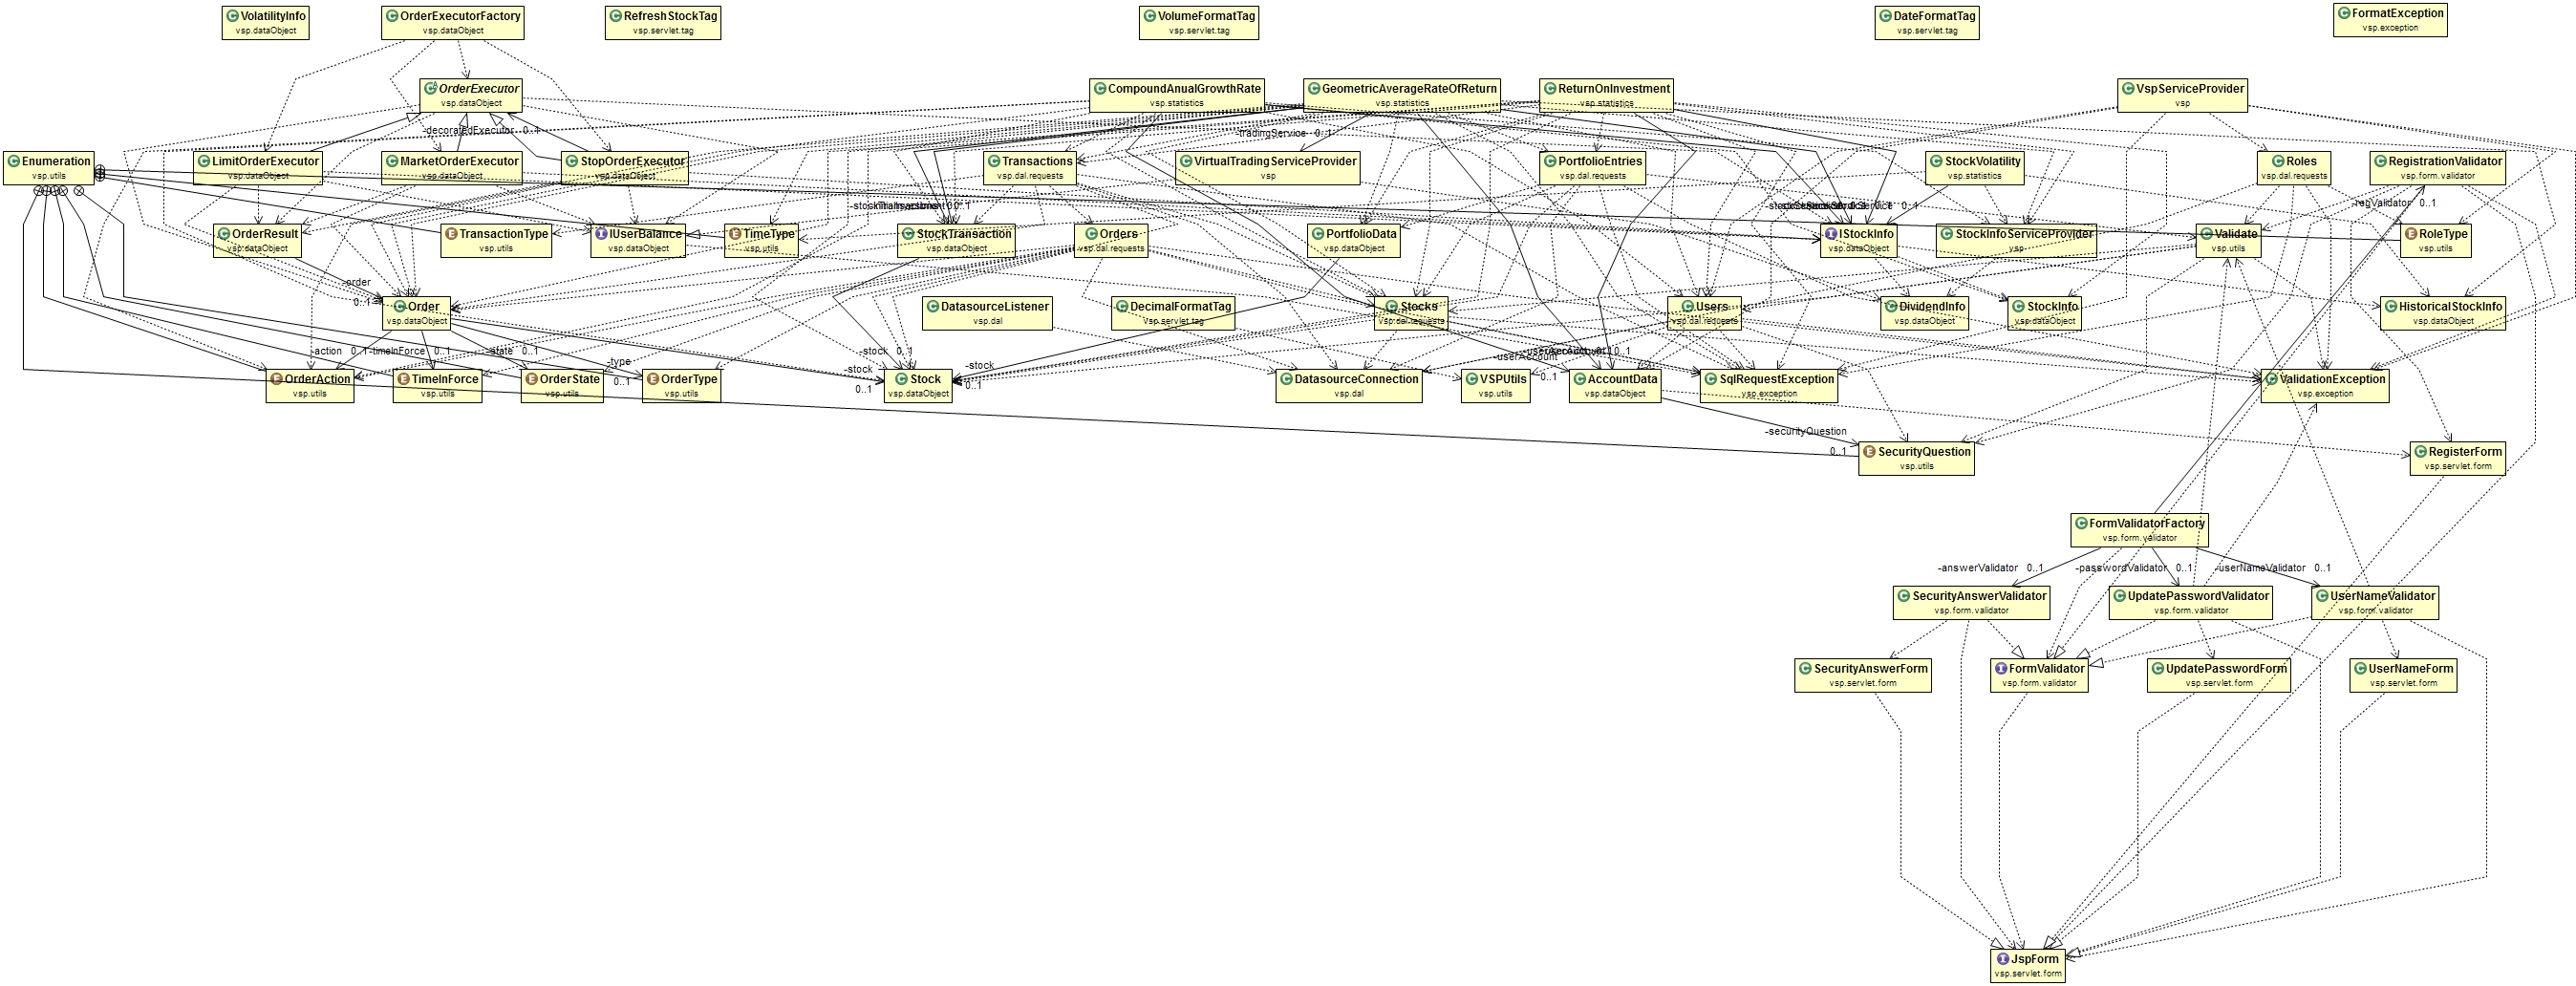 VolatilityInfo
vsp.dataObject
OrderExecutorFactory
vsp.dataObject
RefreshStockTag
vsp.servlet.tag
VolumeFormatTag
vsp.servlet.tag
DateFormatTag
vsp.servlet.tag
FormatException
vsp.exception
OrderExecutor
vsp.dataObject
CompoundAnualGrowthRate
vsp.statistics
GeometricAverageRateOfReturn
vsp.statistics
ReturnOnInvestment
vsp.statistics
VspServiceProvider
vsp
-decoratedExecutor 0..1
-tradingService 0..1
Enumeration
vsp.utils
LimitOrderExecutor
vsp.dataObject
MarketOrderExecutor
vsp.dataObject
StopOrderExecutor
vsp.dataObject
Transactions
vsp.dal.requests
VirtualTradingServiceProvider
vsp
PortfolioEntries
vsp.dal.requests
StockVolatility
vsp.statistics
Roles
vsp.dal.requests
RegistrationValidator
vsp.form.validator
-regValidator 0..1
OrderResult
vsp.dataObject
TransactionType
vsp.utils
IUserBalance
vsp.dataObject
TimeType
vsp.utils
StockTransaction
vsp.dataObject
Orders
vsp.dal.requests
PortfolioData
vsp.dataObject
IStockInfo
vsp.dataObject
StockInfoServiceProvider
vsp
Validate
vsp.utils
RoleType
vsp.utils
-order
0..1
Order
vsp.dataObject
DatasourceListener
vsp.dal
DecimalFormatTag
vsp.servlet.tag
Stocks
vsp.dal.requests
Users
vsp.dal.requests
DividendInfo
vsp.dataObject
StockInfo
vsp.dataObject
HistoricalStockInfo
vsp.dataObject
-action 0..1
-timeInForce 0..1
-state 0..1
-type
0..1
-stock 0..1
-stock
0..1
-stock
0..1
-userAccount
0..1
OrderAction
vsp.utils
TimeInForce
vsp.utils
OrderState
vsp.utils
OrderType
vsp.utils
Stock
vsp.dataObject
DatasourceConnection
vsp.dal
VSPUtils
vsp.utils
AccountData
vsp.dataObject
SqlRequestException
vsp.exception
ValidationException
vsp.exception
-securityQuestion
0..1
SecurityQuestion
vsp.utils
RegisterForm
vsp.servlet.form
FormValidatorFactory
vsp.form.validator
-answerValidator 0..1
-passwordValidator 0..1
-userNameValidator 0..1
SecurityAnswerValidator
vsp.form.validator
UpdatePasswordValidator
vsp.form.validator
UserNameValidator
vsp.form.validator
SecurityAnswerForm
vsp.servlet.form
FormValidator
vsp.form.validator
UpdatePasswordForm
vsp.servlet.form
UserNameForm
vsp.servlet.form
JspForm
vsp.servlet.form